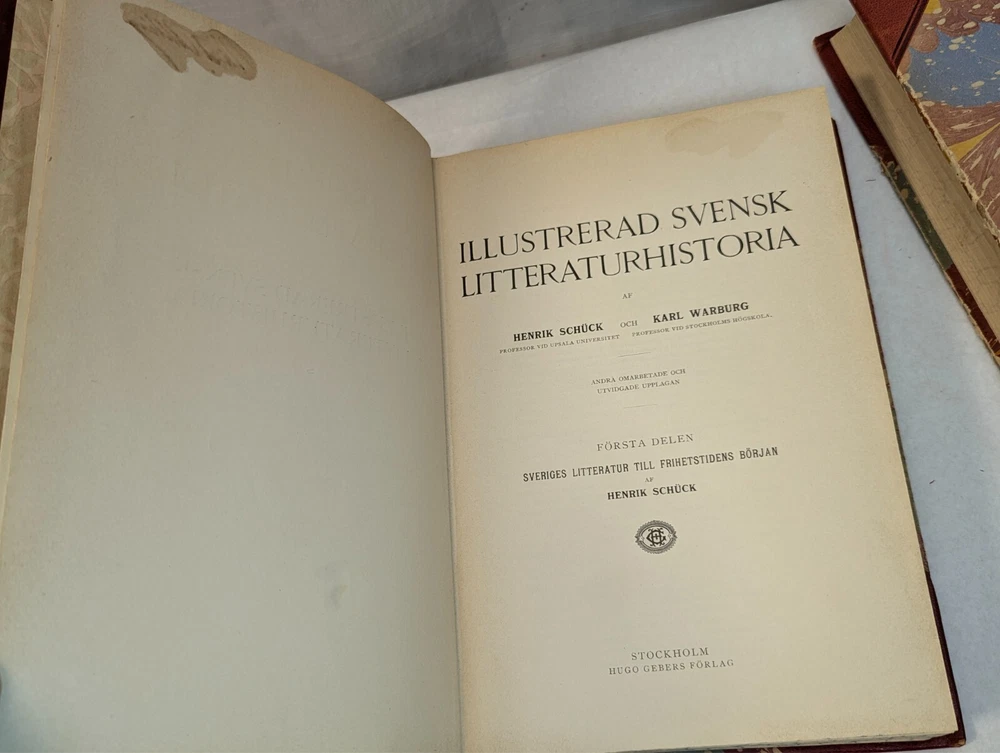 ILLUSTRERAD SVENSK
LITTERATURHISTORIA
AF
HENRIK SCHÜCK OCH KARL WARBURG
PROFESSOR VID UPSALA UNIVERSITET PROFESSOR VID STOCKHOLMS HÖGSKOLA.
ANDRA OMARBETADE OCH
UTVIDGADE UPPLAGAN
FÖRSTA DELEN
SVERIGES LITTERATUR TILL FRIHETSTIDENS BÖRJAN
AF
HENRIK SCHÜCK
STOCKHOLM
HUGO GEBERS FÖRLAG